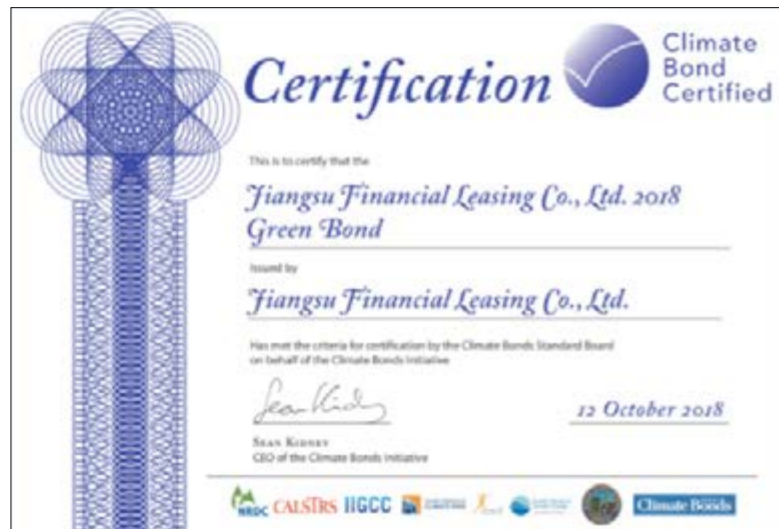 Certification
Climate
Bond
Certified
This is to certify that the
Jiangsu Financial Leasing Co., Ltd. 2018
Green Bond
Issued by
Jiangsu Financial Leasing Co., Ltd.
Has met the criteria for certification by the Climate Bonds Standard Board
on behalf of the Climate Bonds Initiative
12 October 2018
SEAN KIDNEY
CEO of the Climate Bonds Initiative
NRDC CALSTRS IIGCC Climate Bonds